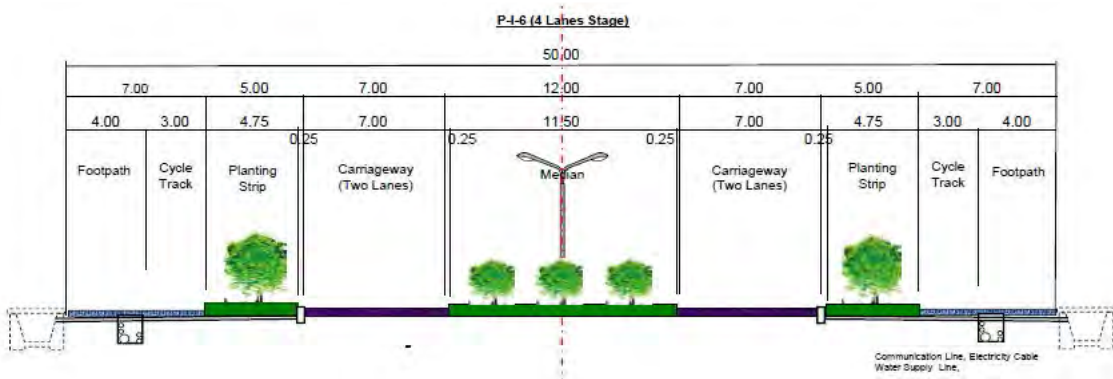 P-I-6 (4 Lanes Stage)
50.00
7.00 5.00 7.00 12.00 7.00 5.00 7.00
4.00 3.00 4.75 0.25 7.00 0.25 11.50 0.25 7.00 0.25 4.75 3.00 4.00
Footpath
Cycle
Track
Planting
Strip
Carriageway
(Two Lanes)
Median
Carriageway
(Two Lanes)
Planting
Strip
Cycle
Track
Footpath
Communication Line, Electricity Cable
Water Supply Line,